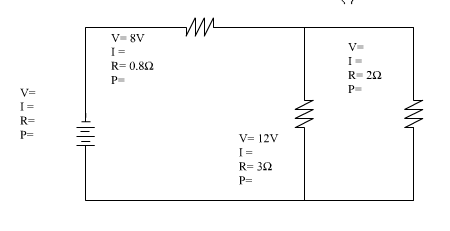 V= 8V
I =
R= 0.8Ω
P=
V=
I =
R= 2Ω
P=
V=
I =
R=
P=
V= 12V
I =
R= 3Ω
P=